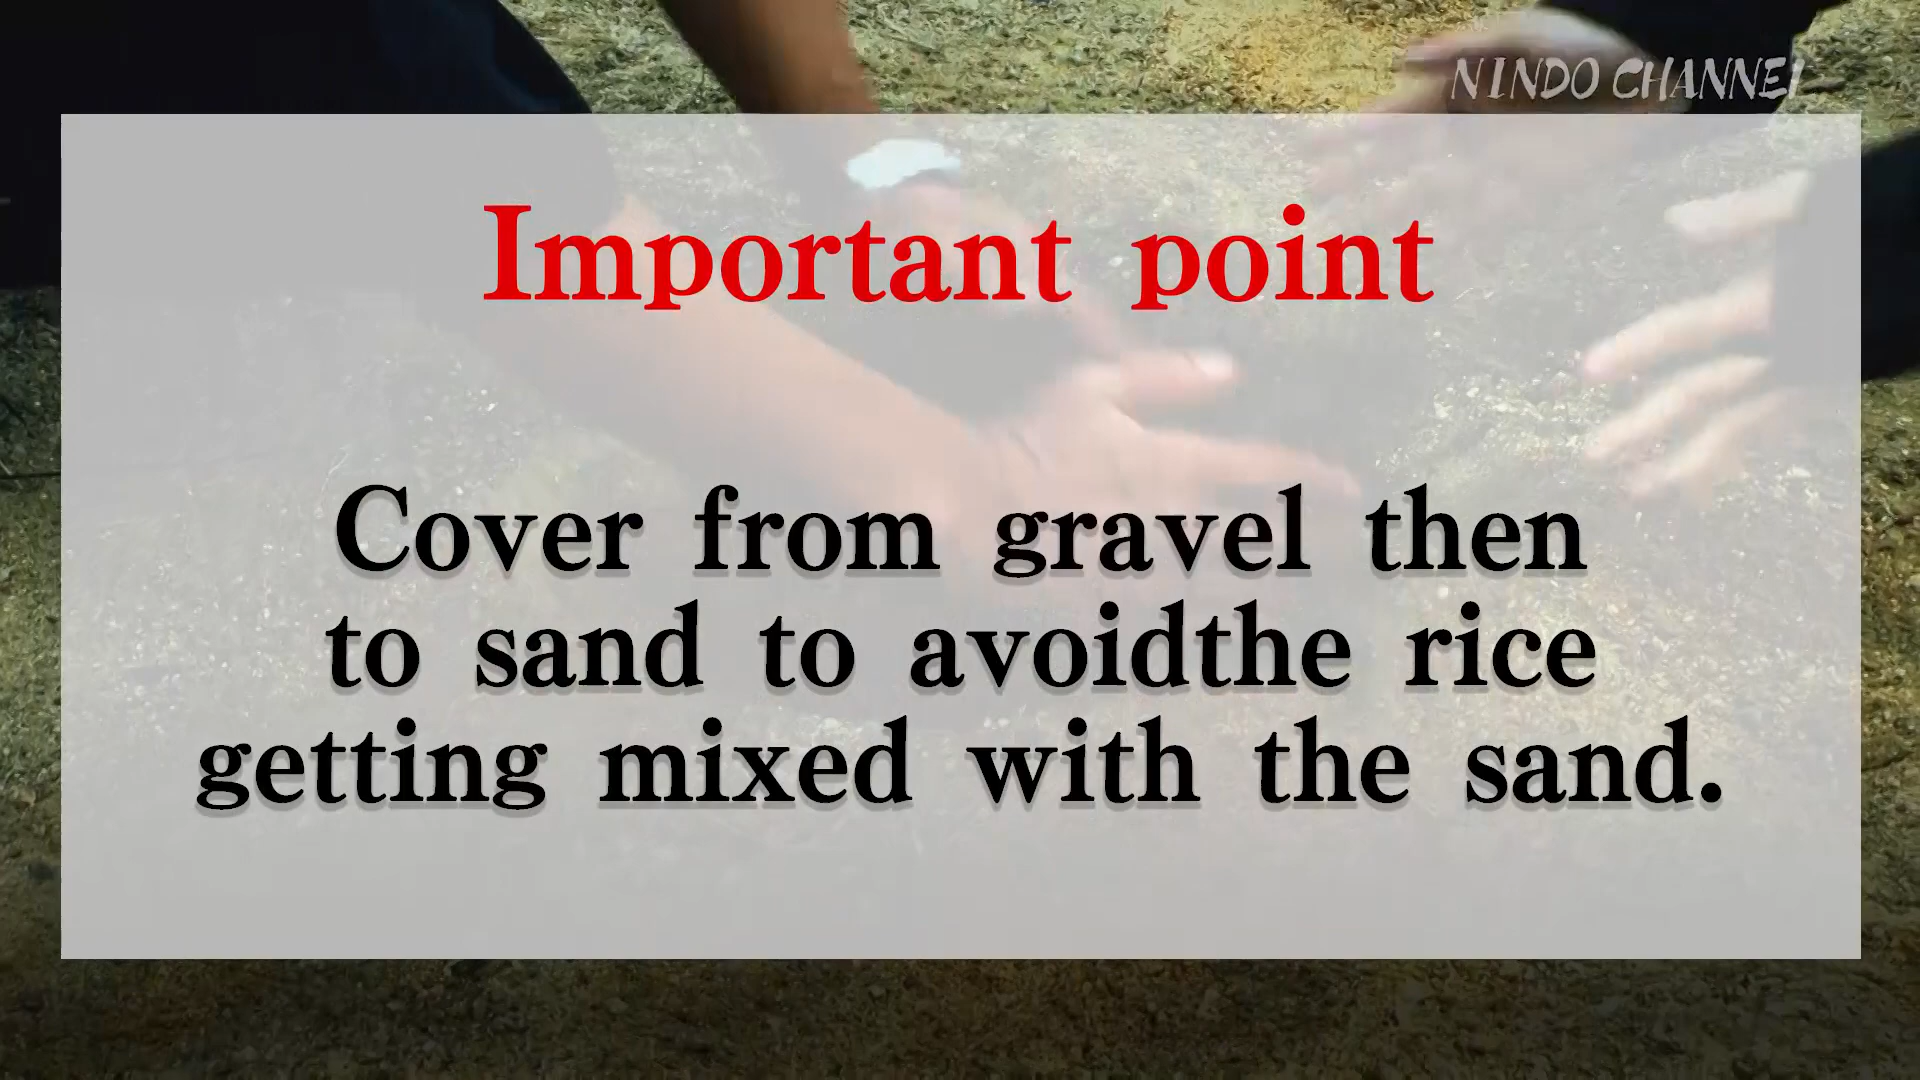 NINDO CHANNEL
Important point
Cover from gravel then
to sand to avoidthe rice
getting mixed with the sand.